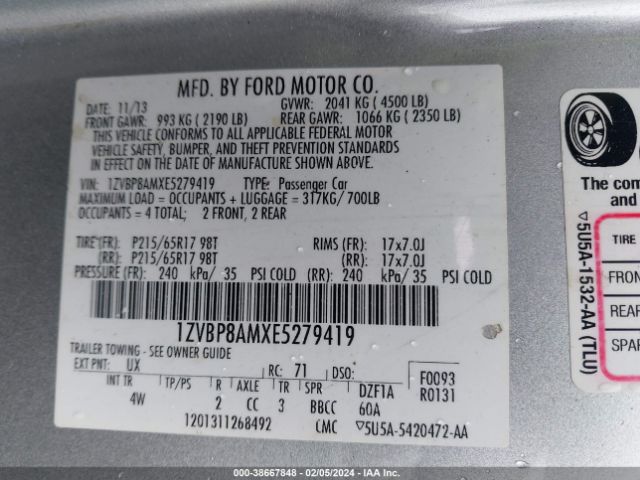 MFD. BY FORD MOTOR CO.
DATE: 11/13 GVWR: 2041 KG (4500 LB)
FRONT GAWR: 993 KG (2190 LB) REAR GAWR: 1066 KG (2350 LB)
THIS VEHICLE CONFORMS TO ALL APPLICABLE FEDERAL MOTOR
VEHICLE SAFETY, BUMPER, AND THEFT PREVENTION STANDARDS
IN EFFECT ON THE DATE OF MANUFACTURE SHOWN ABOVE.
VIN: 1ZVBP8AMXE5279419 TYPE: Passenger Car
MAXIMUM LOAD = OCCUPANTS + LUGGAGE = 317KG/700LB
OCCUPANTS = 4 TOTAL; 2 FRONT, 2 REAR
TIRE(FR): P215/65R17 98T RIMS (FR): 17x7.0J
(RR): P215/65R17 98T (RR): 17x7.0J
PRESSURE (FR): 240 kPa/ 35 PSI COLD (RR): 240 kPa/ 35 PSI COLD
1ZVBP8AMXE5279419
TRAILER TOWING - SEE OWNER GUIDE
EXT PNT: UX RC: 71 DSO: F0093
R0131
INT TR TP/PS R AXLE TR SPR DZF1A
4W 2 CC 3 BBCC 60A
1201311268492 CMC ▽5U5A-5420472-AA
The com
and
TIRE
FRON
REAR
SPAR
▽5U5A-1532-AA (TLU)
000-38667848 - 02/05/2024 - IAA Inc.